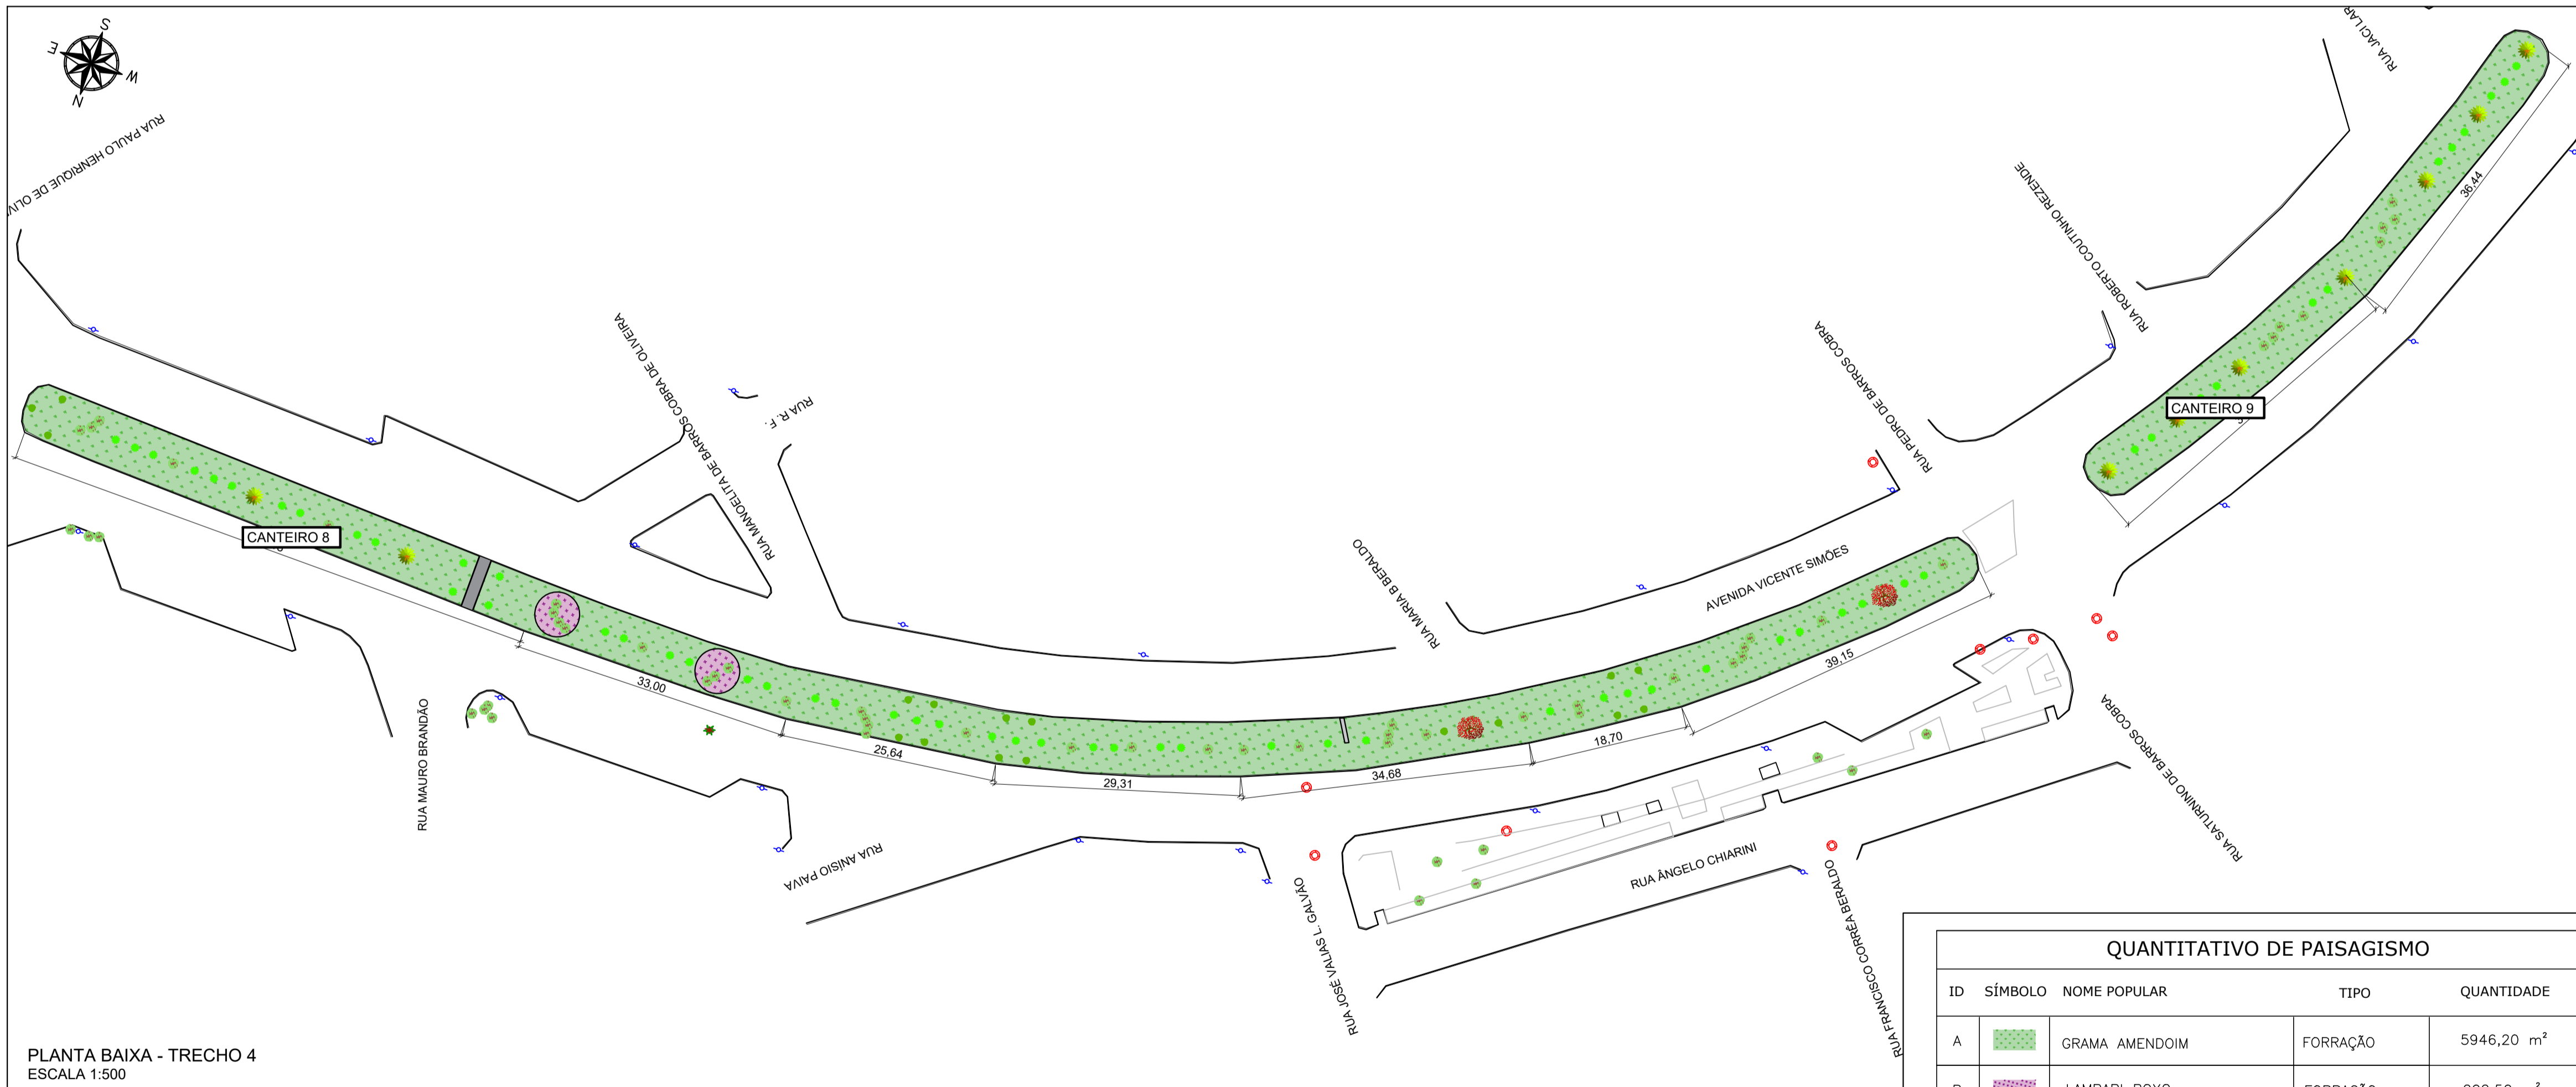 S
E
W
N
RUA PAULO HENRIQUE DE
RUA JACI
RUA ROBERTO COUTINHO REZENDE
36,44
RUA MANOELITA DE BARROS COBRA DE OLIVEIRA
RUA R. F.
RUA PEDRO DE BARROS COBRA
CANTEIRO 9
CANTEIRO 8
RUA MARIA B BERALDO
AVENIDA VICENTE SIMÕES
39,15
33,00
25,64
29,31
34,68
18,70
RUA MAURO BRANDÃO
RUA ANÍSIO PAIVA
RUA JOSÉ VALIAS L. GALVÃO
RUA ÂNGELO CHIARINI
RUA FRANCISCO CORRÊA BERALDO
RUA SATURNINO DE BARROS COBRA
PLANTA BAIXA - TRECHO 4
ESCALA 1:500
QUANTITATIVO DE PAISAGISMO
ID SÍMBOLO NOME POPULAR TIPO QUANTIDADE
A GRAMA AMENDOIM FORRAÇÃO 5946,20 m²